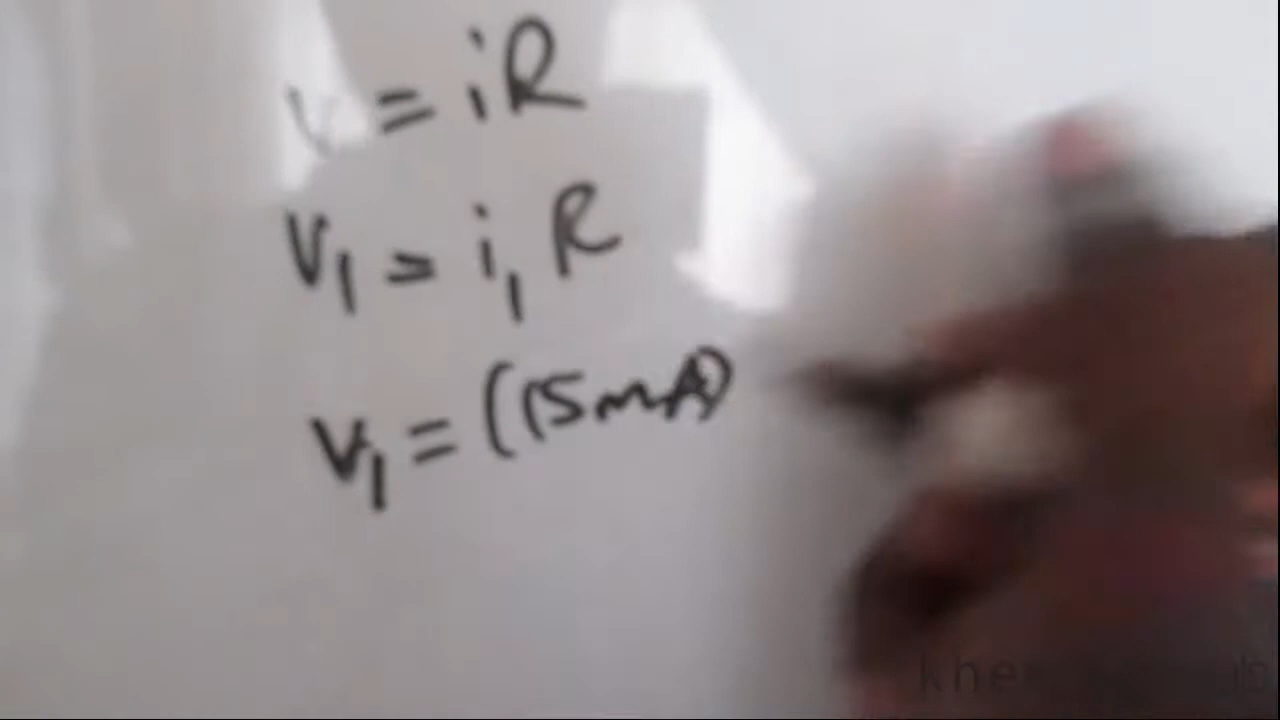 V = iR
V₁ = i₁ R
V₁ = (15mA)